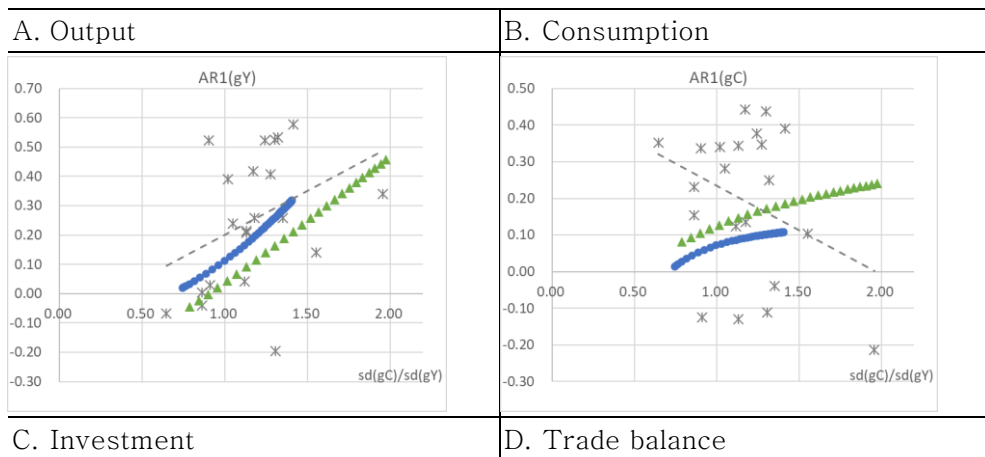 A. Output
B. Consumption
AR1(gY)
0.70
0.60
0.50
0.40
0.30
0.20
0.10
0.00
-0.10
-0.20
-0.30
0.00 0.50 1.00 1.50 2.00
sd(gC)/sd(gY)
AR1(gC)
0.50
0.40
0.30
0.20
0.10
0.00
-0.10
-0.20
-0.30
0.00 0.50 1.00 1.50 2.00
sd(gC)/sd(gY)
C. Investment
D. Trade balance